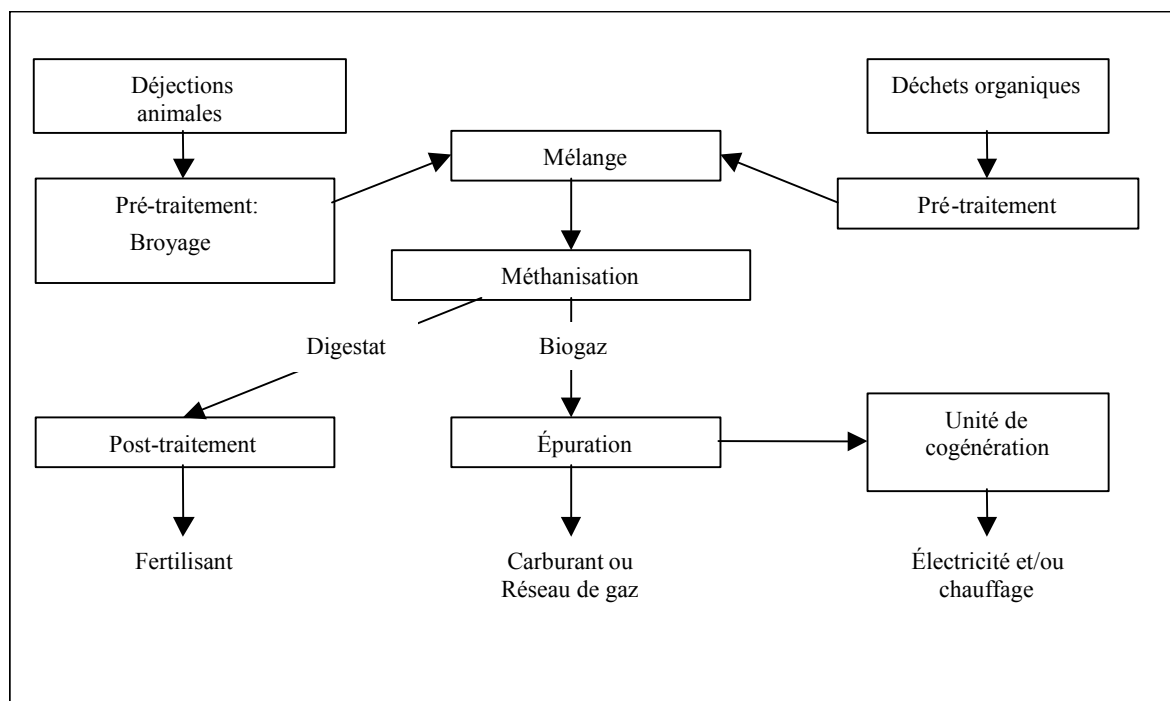 Déjections
animales
Déchets organiques
Mélange
Pré-traitement:
Broyage
Pré-traitement
Méthanisation
Digestat
Biogaz
Post-traitement
Épuration
Unité de
cogénération
Fertilisant
Carburant ou
Réseau de gaz
Électricité et/ou
chauffage